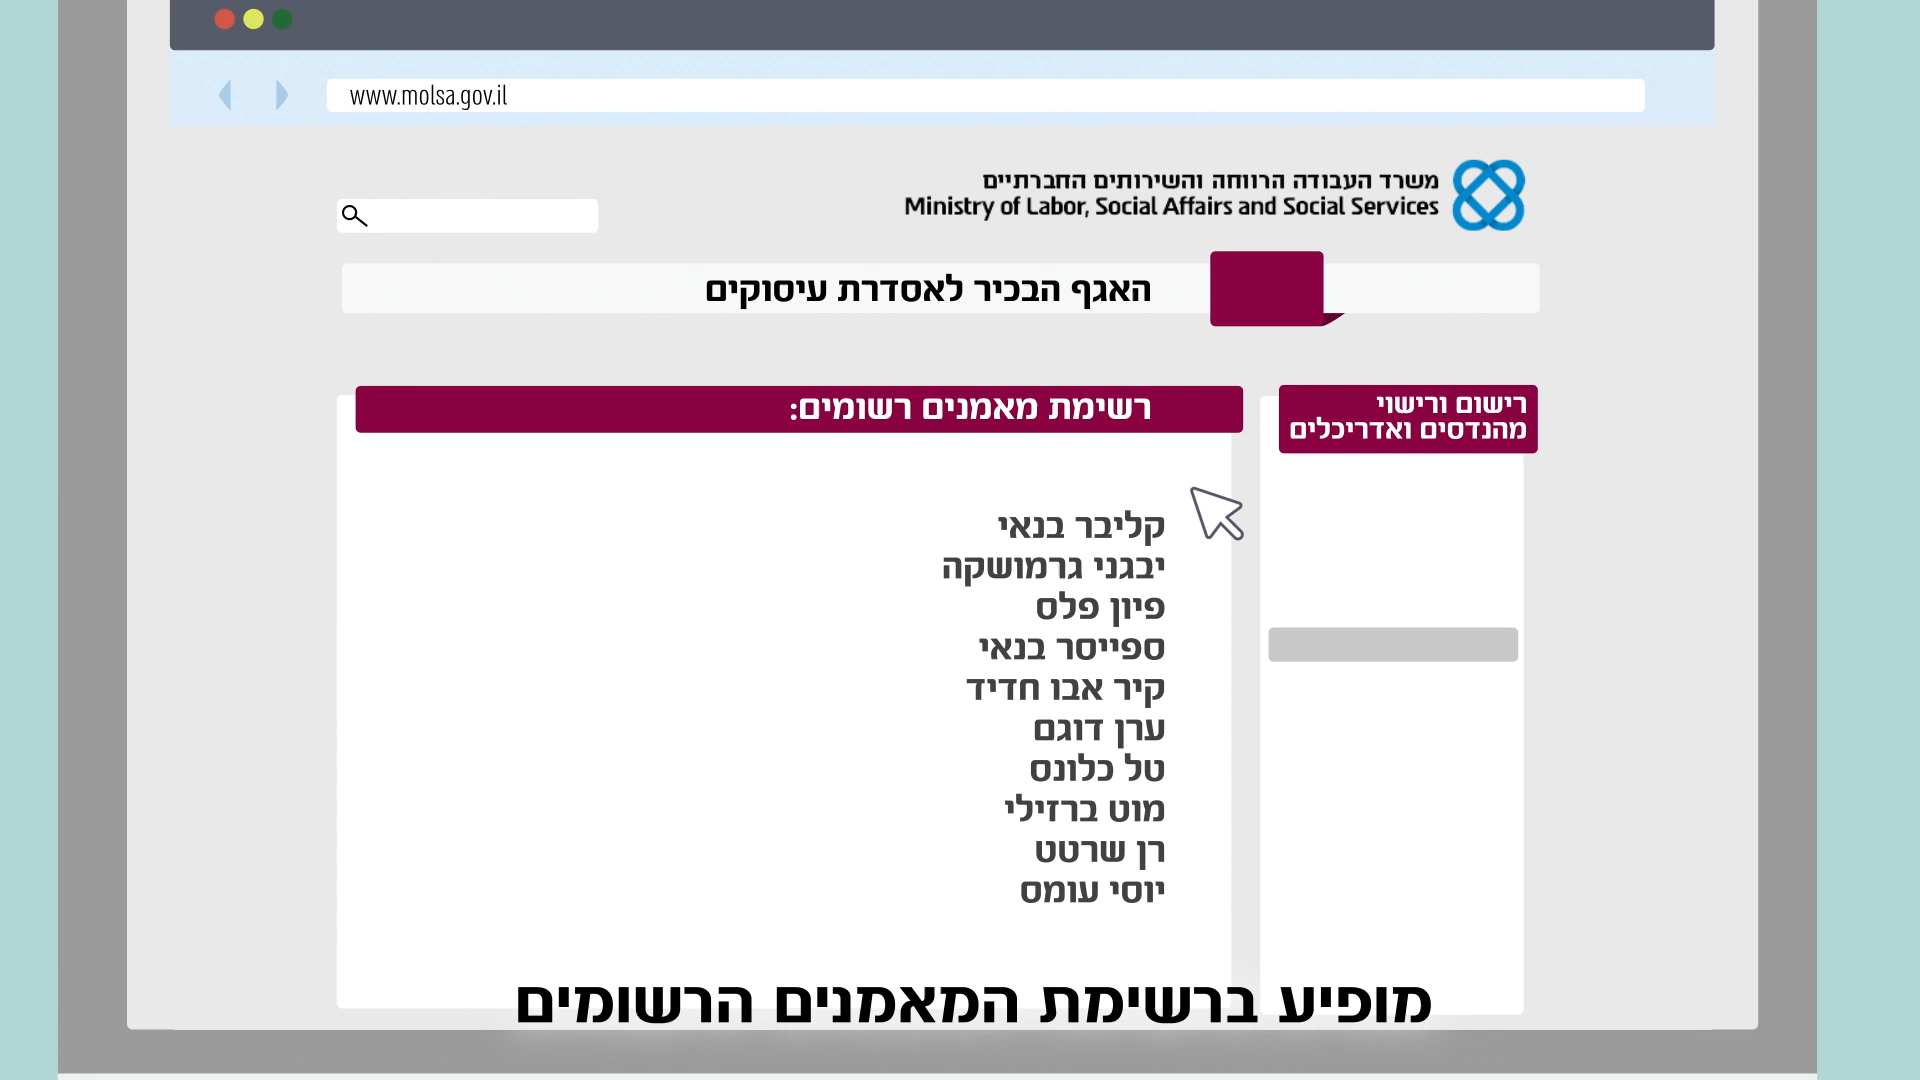 www.molsa.gov.il
משרד העבודה הרווחה והשירותים החברתיים
Ministry of Labor, Social Affairs and Social Services
האגף הבכיר לאסדרת עיסוקים
רישום ורישוי
מהנדסים ואדריכלים
רשימת מאמנים רשומים:
קליבר בנאי
יבגני גרמושקה
פיון פלס
ספייסר בנאי
קיר אבו חדיד
ערן דוגם
טל כלונס
מוט ברזילי
רן שרטט
יוסי עומס
מופיע ברשימת המאמנים הרשומים